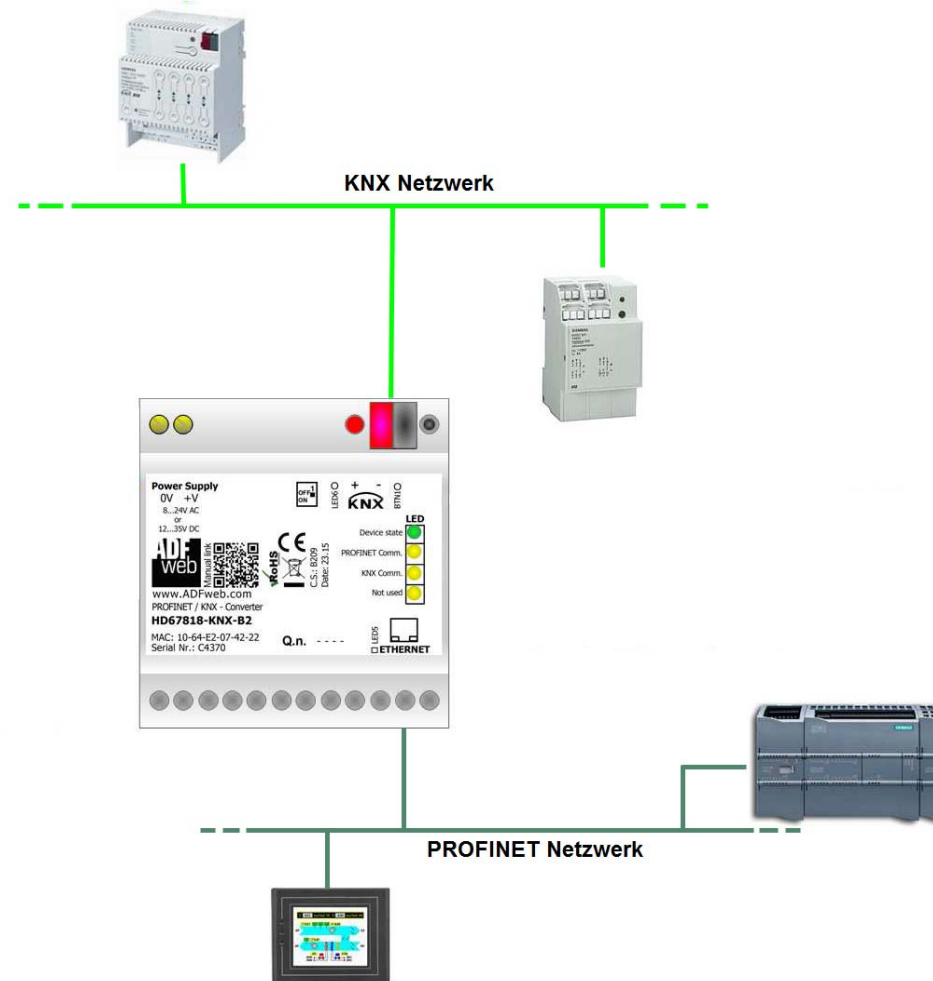 KNX Netzwerk
SIEMENS
Power Supply
0V +V
8...24V AC
or
12...35V DC
OFF 1
ON
LED6
+ -
KNX
BTN1
LED
Device state
PROFINET Comm.
KNX Comm.
Not used
ADF
web
Manual link
RoHS
CE
C.S.: B209
Date: 23.15
www.ADFweb.com
PROFINET / KNX - Converter
HD67818-KNX-B2
MAC: 10-64-E2-07-42-22
Serial Nr.: C4370
Q.n. - - - -
LED5
ETHERNET
SIEMENS
PROFINET Netzwerk